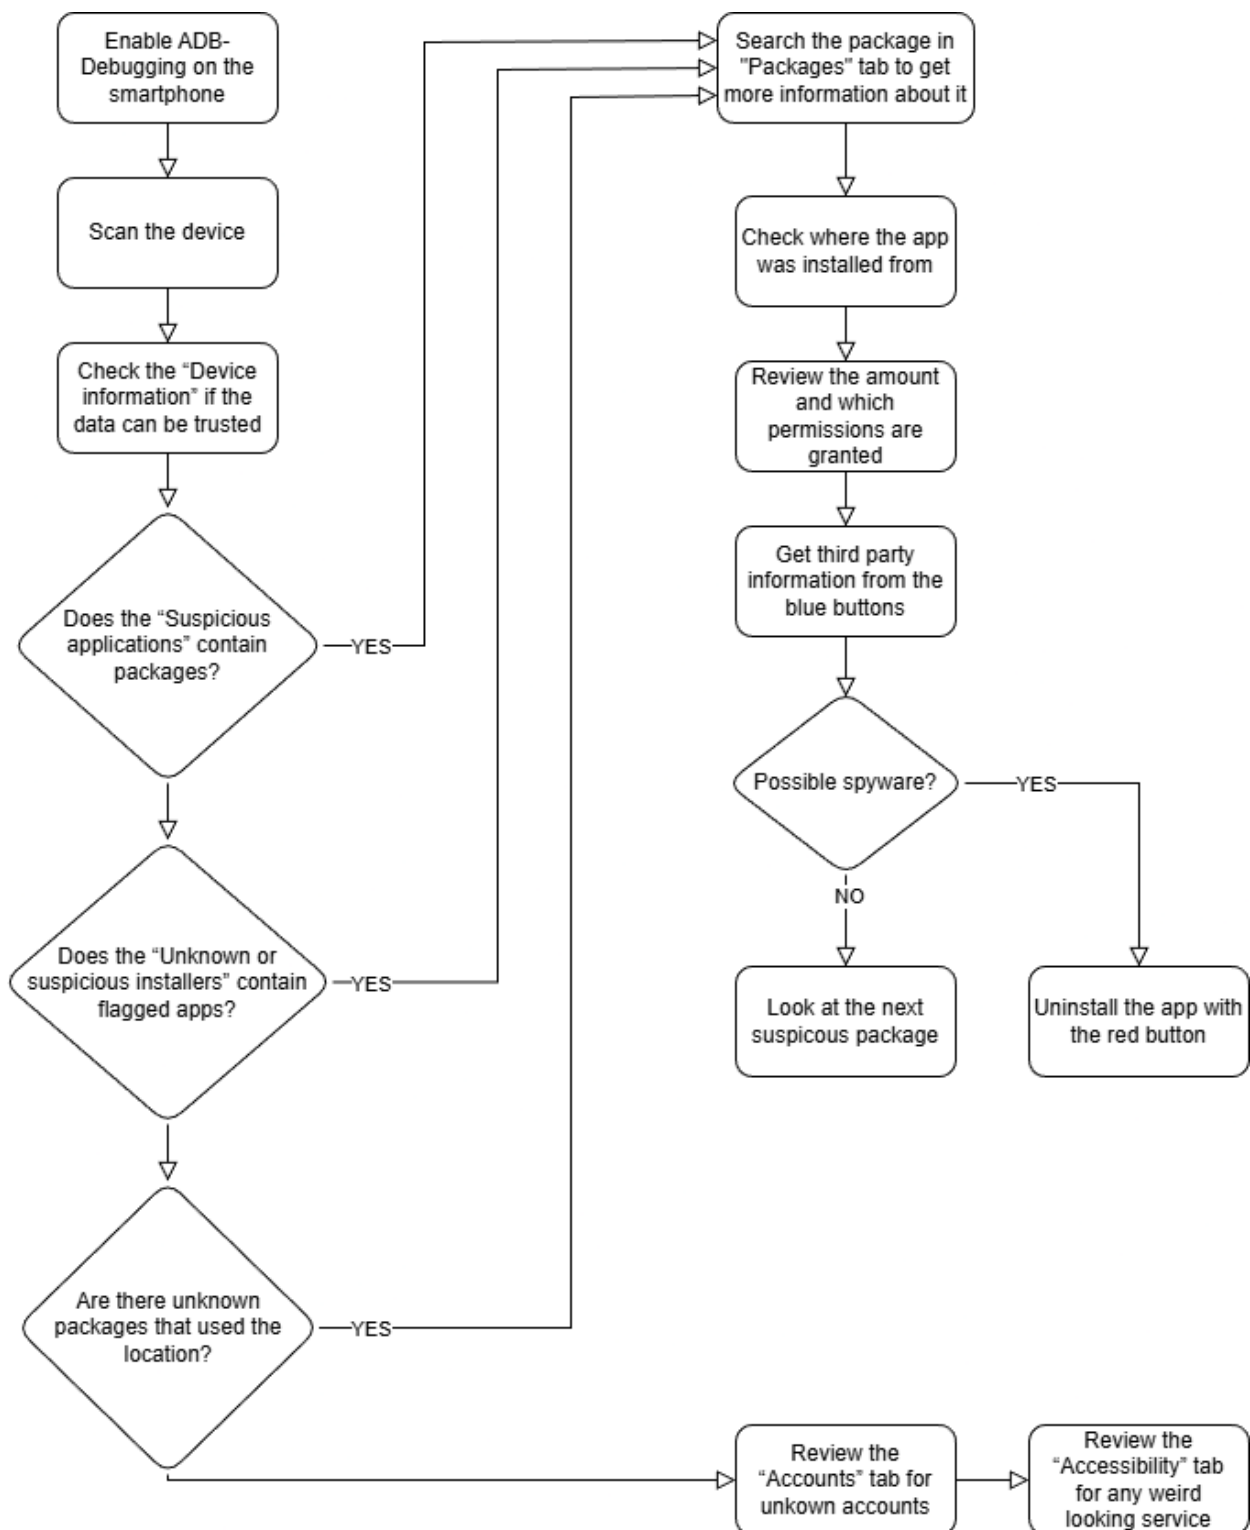 Enable ADB-
Debugging on the
smartphone
Scan the device
Check the “Device
information” if the
data can be trusted
Does the “Suspicious
applications” contain
packages?
YES
Does the “Unknown or
suspicious installers” contain
flagged apps?
YES
Are there unknown
packages that used the
location?
YES
Search the package in
"Packages" tab to get
more information about it
Check where the app
was installed from
Review the amount
and which
permissions are
granted
Get third party
information from the
blue buttons
Possible spyware?
YES
NO
Look at the next
suspicous package
Uninstall the app with
the red button
Review the
“Accounts” tab for
unkown accounts
Review the
“Accessibility” tab
for any weird
looking service